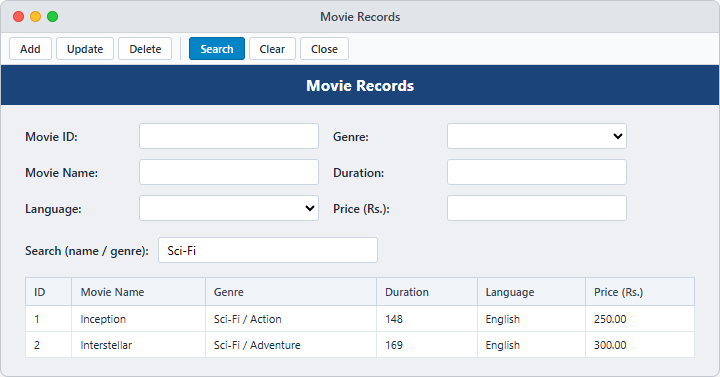 Movie Records
Add Update Delete Search Clear Close
Movie Records
Movie ID: Genre:
Movie Name: Duration:
Language: Price (Rs.):
Search (name / genre): Sci-Fi
ID Movie Name Genre Duration Language Price (Rs.)
1 Inception Sci-Fi / Action 148 English 250.00
2 Interstellar Sci-Fi / Adventure 169 English 300.00